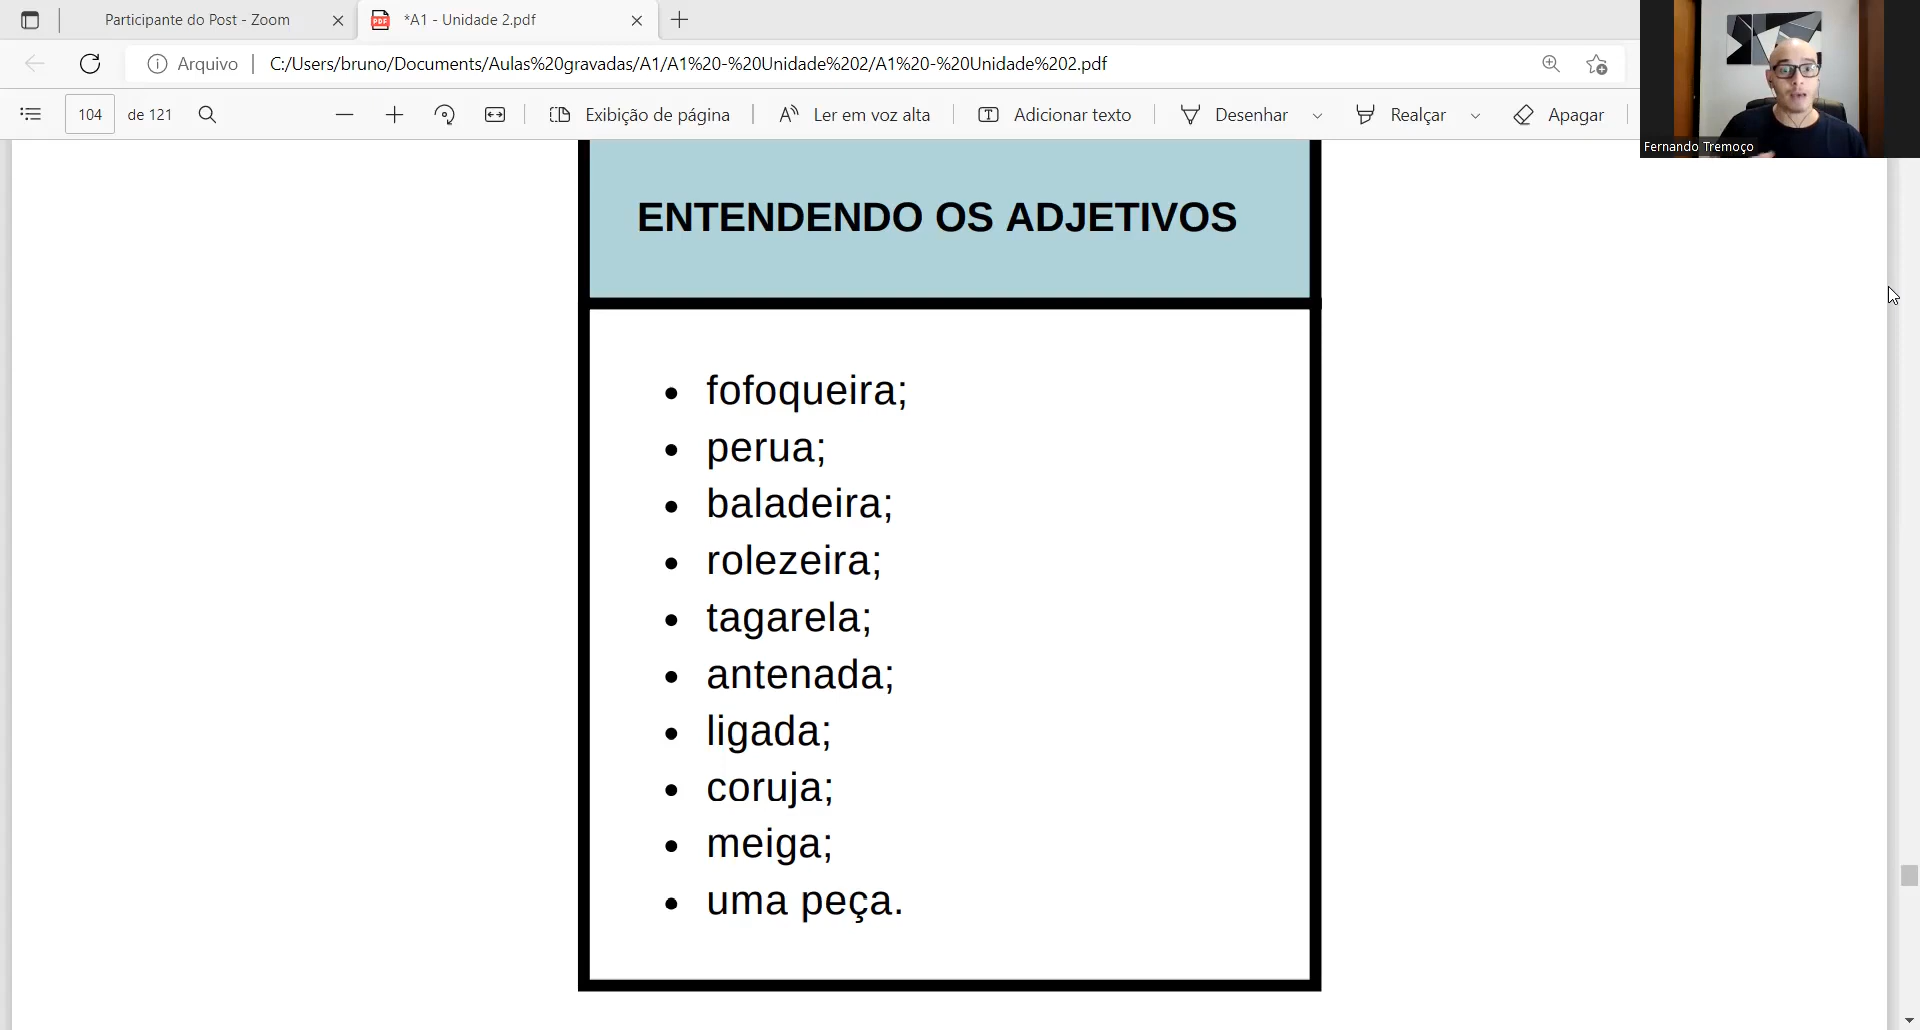 Participante do Post - Zoom
*A1 - Unidade 2.pdf
Arquivo
C:/Users/bruno/Documents/Aulas%20gravadas/A1/A1%20-%20Unidade%202/A1%20-%20Unidade%202.pdf
104 de 121
Exibição de página
Ler em voz alta
Adicionar texto
Desenhar
Realçar
Apagar
Fernando Tremoço
PDF
ENTENDENDO OS ADJETIVOS
• fofoqueira;
• perua;
• baladeira;
• rolezeira;
• tagarela;
• antenada;
• ligada;
• coruja;
• meiga;
• uma peça.